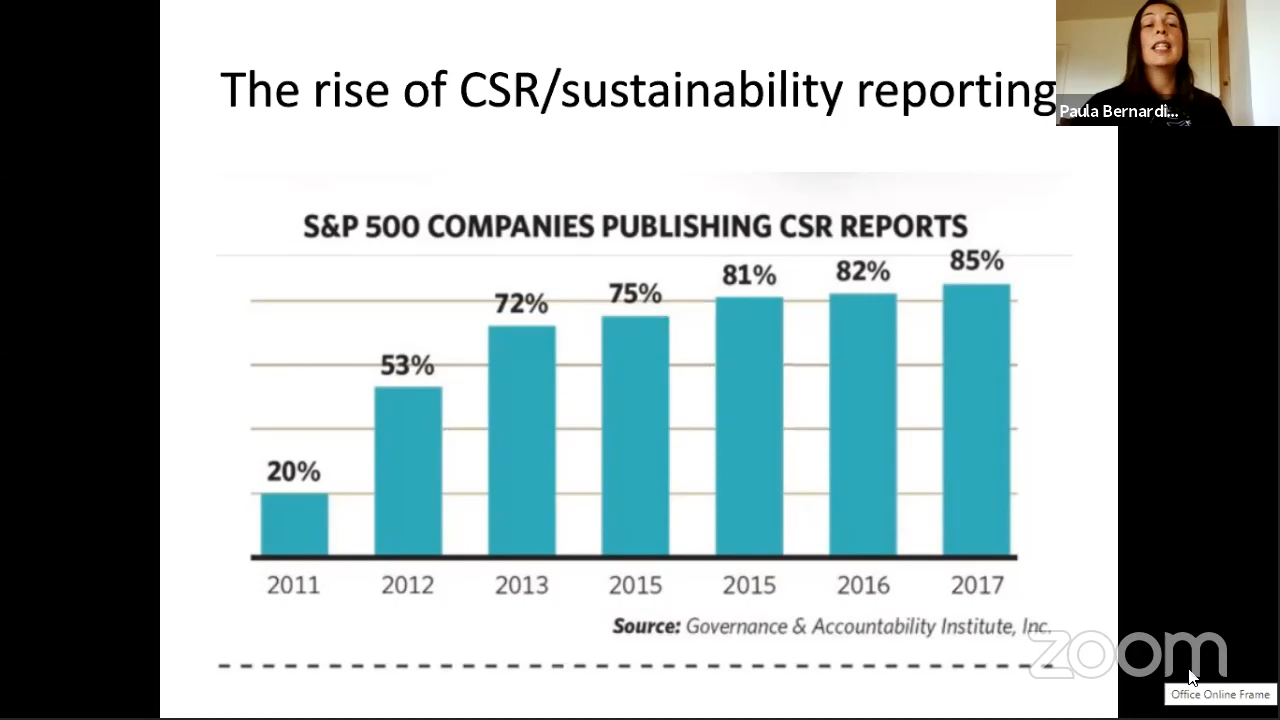 The rise of CSR/sustainability reporting
Paula Bernardi...
S&P 500 COMPANIES PUBLISHING CSR REPORTS
20%
53%
72%
75%
81%
82%
85%
2011
2012
2013
2015
2015
2016
2017
Source: Governance & Accountability Institute, Inc.
zoom
Office Online Frame